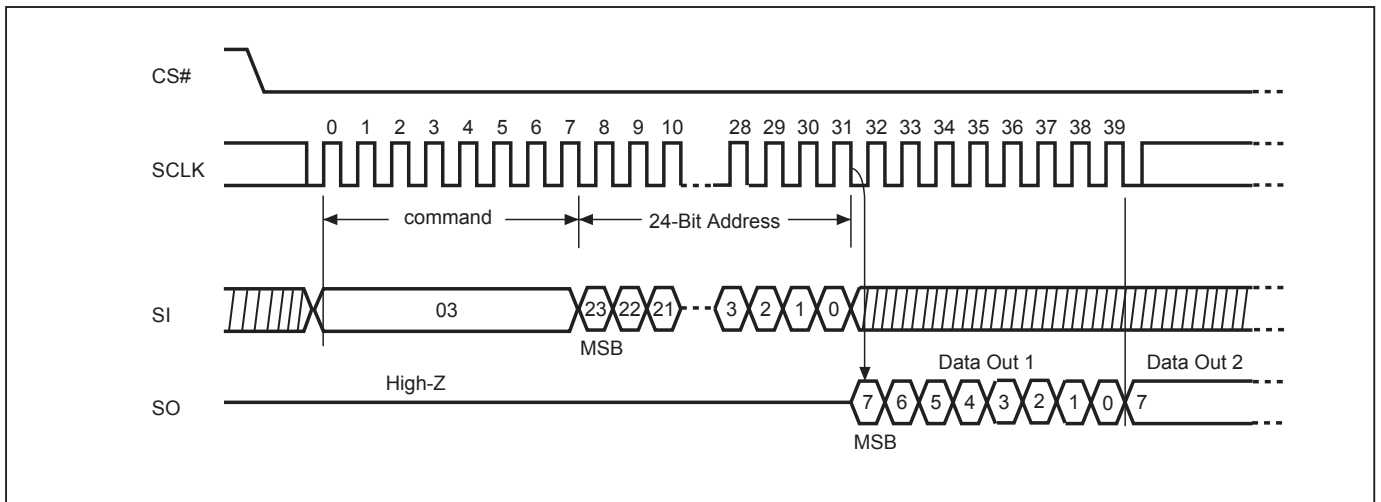 CS#
0 1 2 3 4 5 6 7 8 9 10 28 29 30 31 32 33 34 35 36 37 38 39
SCLK
command
24-Bit Address
SI
03
23 22 21 3 2 1 0
MSB
Data Out 1
Data Out 2
High-Z
SO
7 6 5 4 3 2 1 0 7
MSB